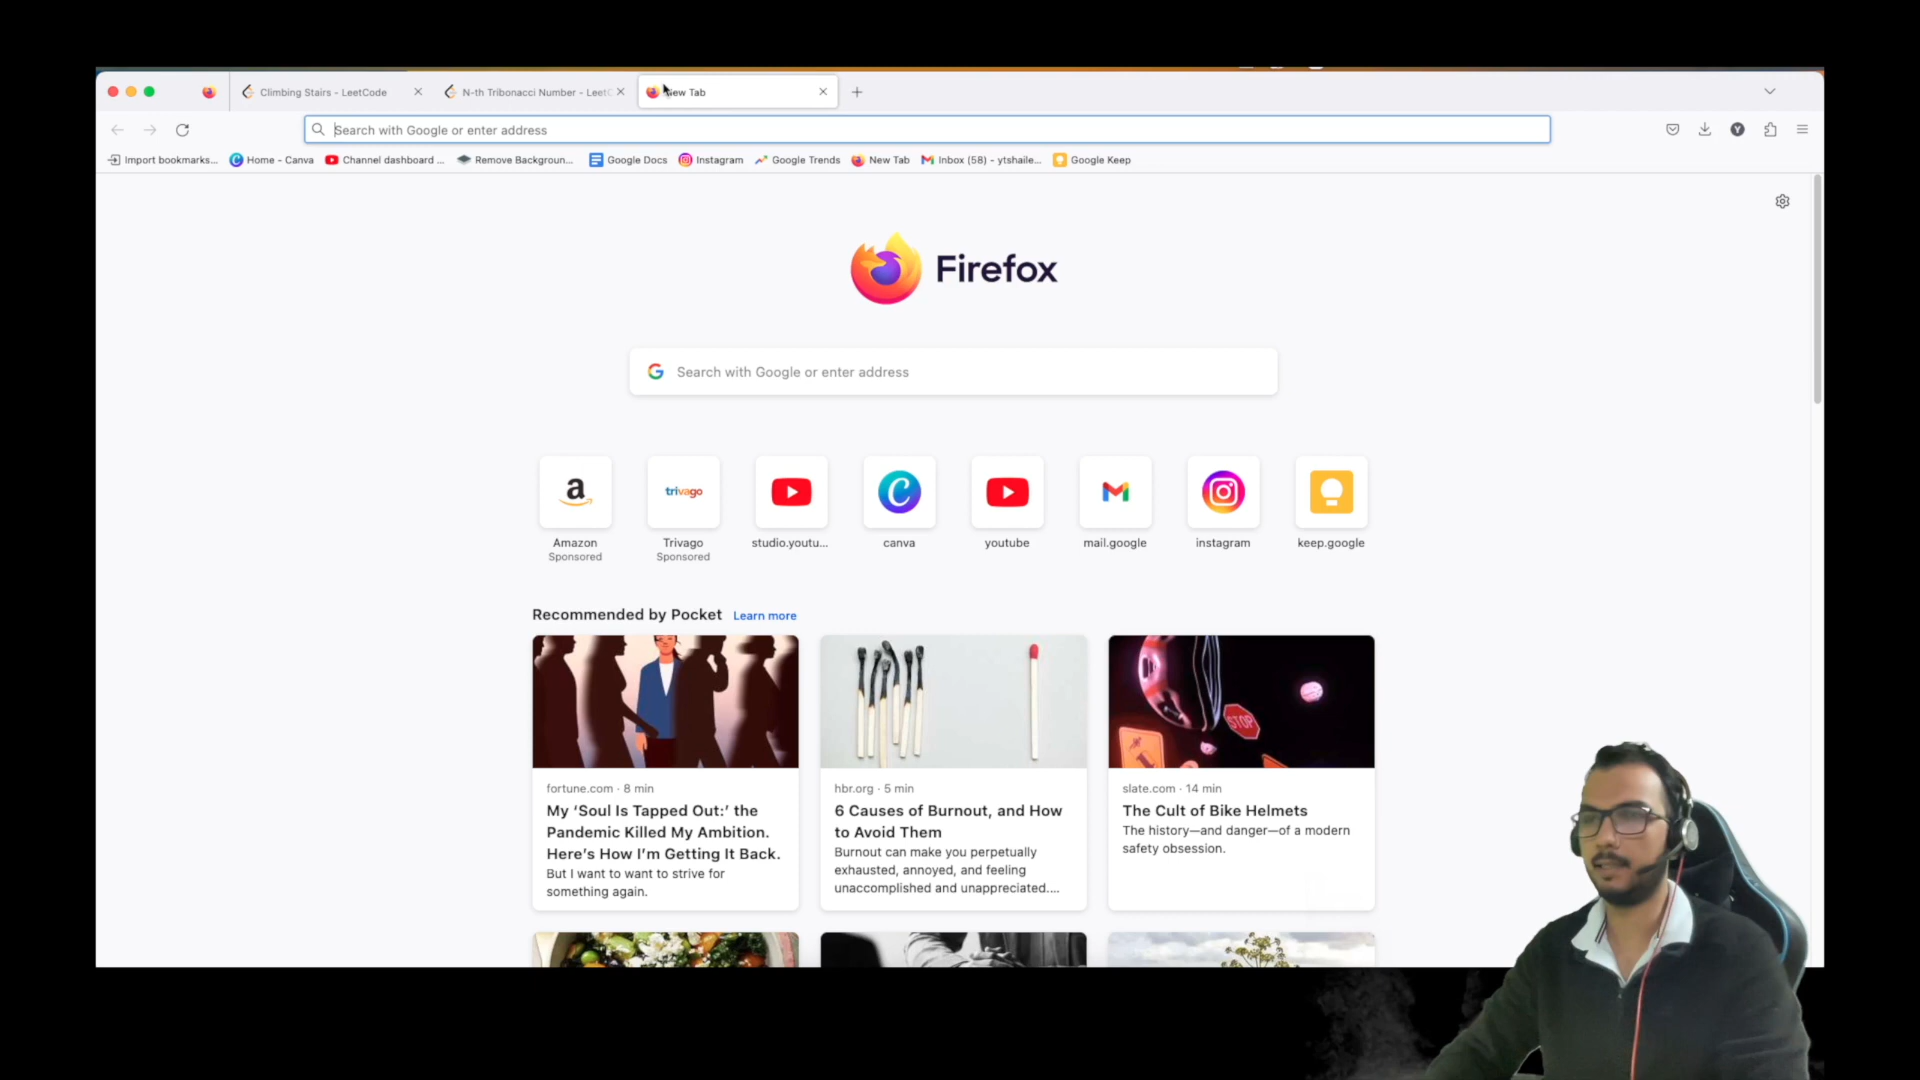 Climbing Stairs - LeetCode
N-th Tribonacci Number - Leet
New Tab
Search with Google or enter address
Import bookmarks...
Home - Canva
Channel dashboard ...
Remove Backgroun...
Google Docs
Instagram
Google Trends
New Tab
Inbox (58) - ytshaile...
Google Keep
Firefox
Search with Google or enter address
a
trivago
Amazon
Sponsored
Trivago
Sponsored
studio.youtu...
canva
youtube
mail.google
instagram
keep.google
Recommended by Pocket Learn more
STOP
fortune.com · 8 min
My ‘Soul Is Tapped Out:’ the
Pandemic Killed My Ambition.
Here’s How I’m Getting It Back.
But I want to want to strive for
something again.
hbr.org · 5 min
6 Causes of Burnout, and How
to Avoid Them
Burnout can make you perpetually
exhausted, annoyed, and feeling
unaccomplished and unappreciated....
slate.com · 14 min
The Cult of Bike Helmets
The history—and danger—of a modern
safety obsession.